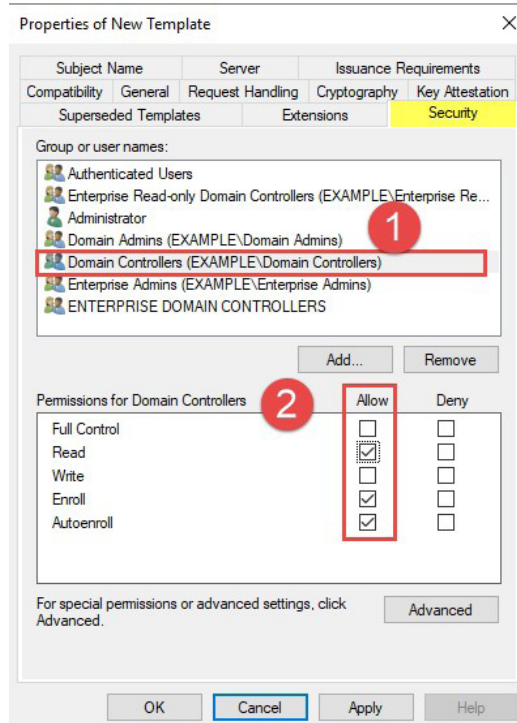 Properties of New Template
Subject Name Server Issuance Requirements
Compatibility General Request Handling Cryptography Key Attestation
Superseded Templates Extensions Security
Group or user names:
Authenticated Users
Enterprise Read-only Domain Controllers (EXAMPLE\Enterprise Re...
Administrator
1
Domain Admins (EXAMPLE\Domain Admins)
Domain Controllers (EXAMPLE\Domain Controllers)
Enterprise Admins (EXAMPLE\Enterprise Admins)
ENTERPRISE DOMAIN CONTROLLERS
Add... Remove
Permissions for Domain Controllers 2 Allow Deny
Full Control
Read
Write
Enroll
Autoenroll
For special permissions or advanced settings, click
Advanced.
Advanced
OK Cancel Apply Help